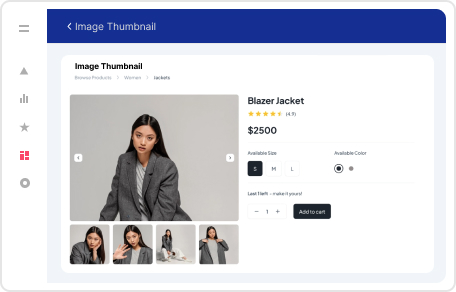 Image Thumbnail
Image Thumbnail
Browse Products / Women / Jackets
Blazer Jacket
(4.9)
$2500
Available Size
Available Color
S M L
Last 1 left - make it yours!
− 1 +
Add to cart